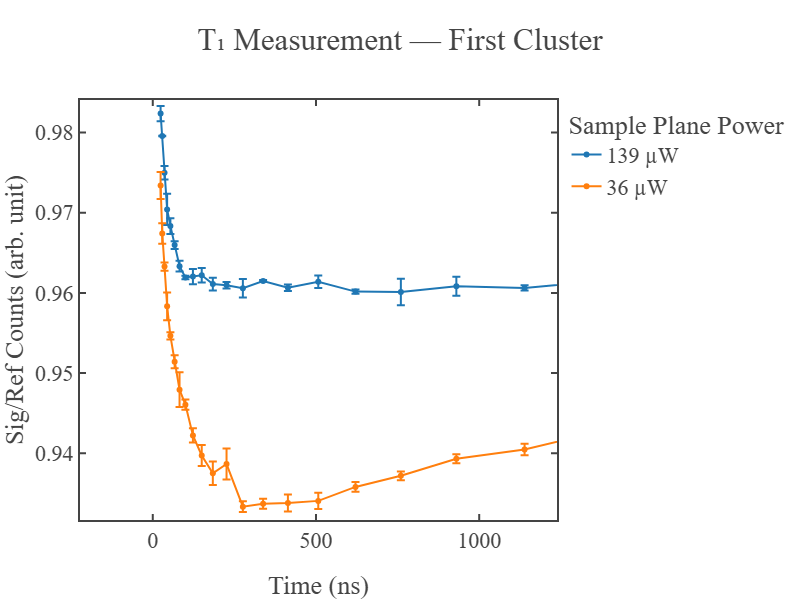 T₁ Measurement — First Cluster
Sample Plane Power
139 µW
36 µW
Sig/Ref Counts (arb. unit)
0.98
0.97
0.96
0.95
0.94
0
500
1000
Time (ns)